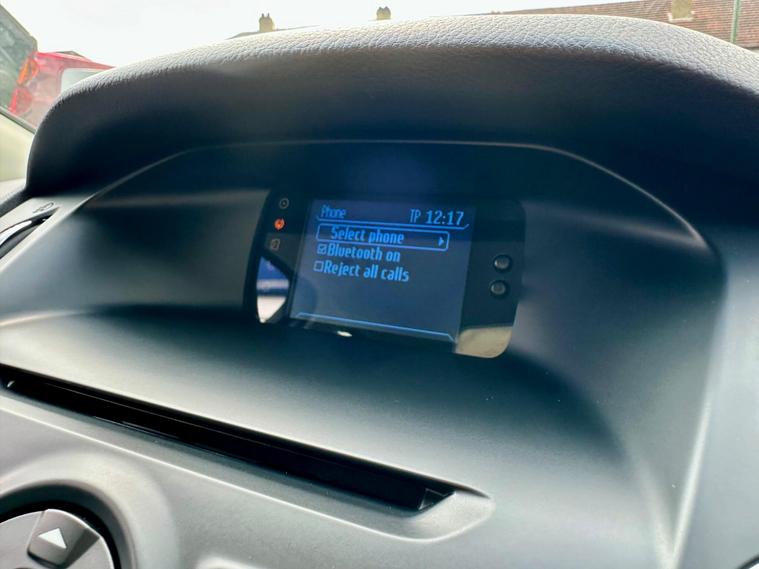 Phone TP 12:17
Select phone
Bluetooth on
Reject all calls